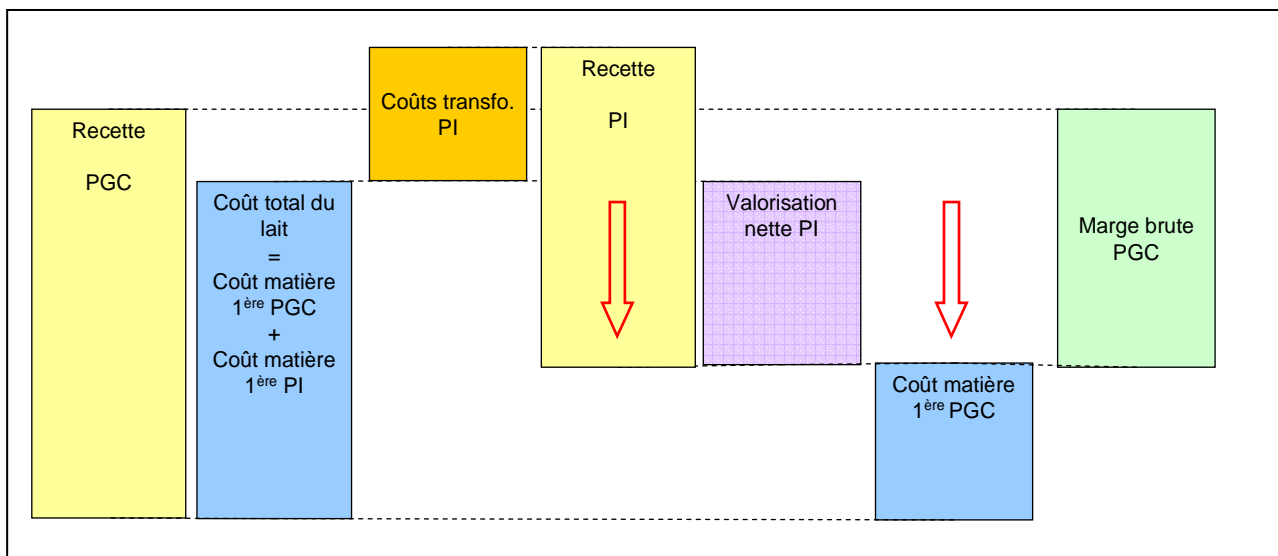 Recette
PGC
Coût total du
lait
=
Coût matière
1ère PGC
+
Coût matière
1ère PI
Coûts transfo.
PI
Recette
PI
Valorisation
nette PI
Coût matière
1ère PGC
Marge brute
PGC